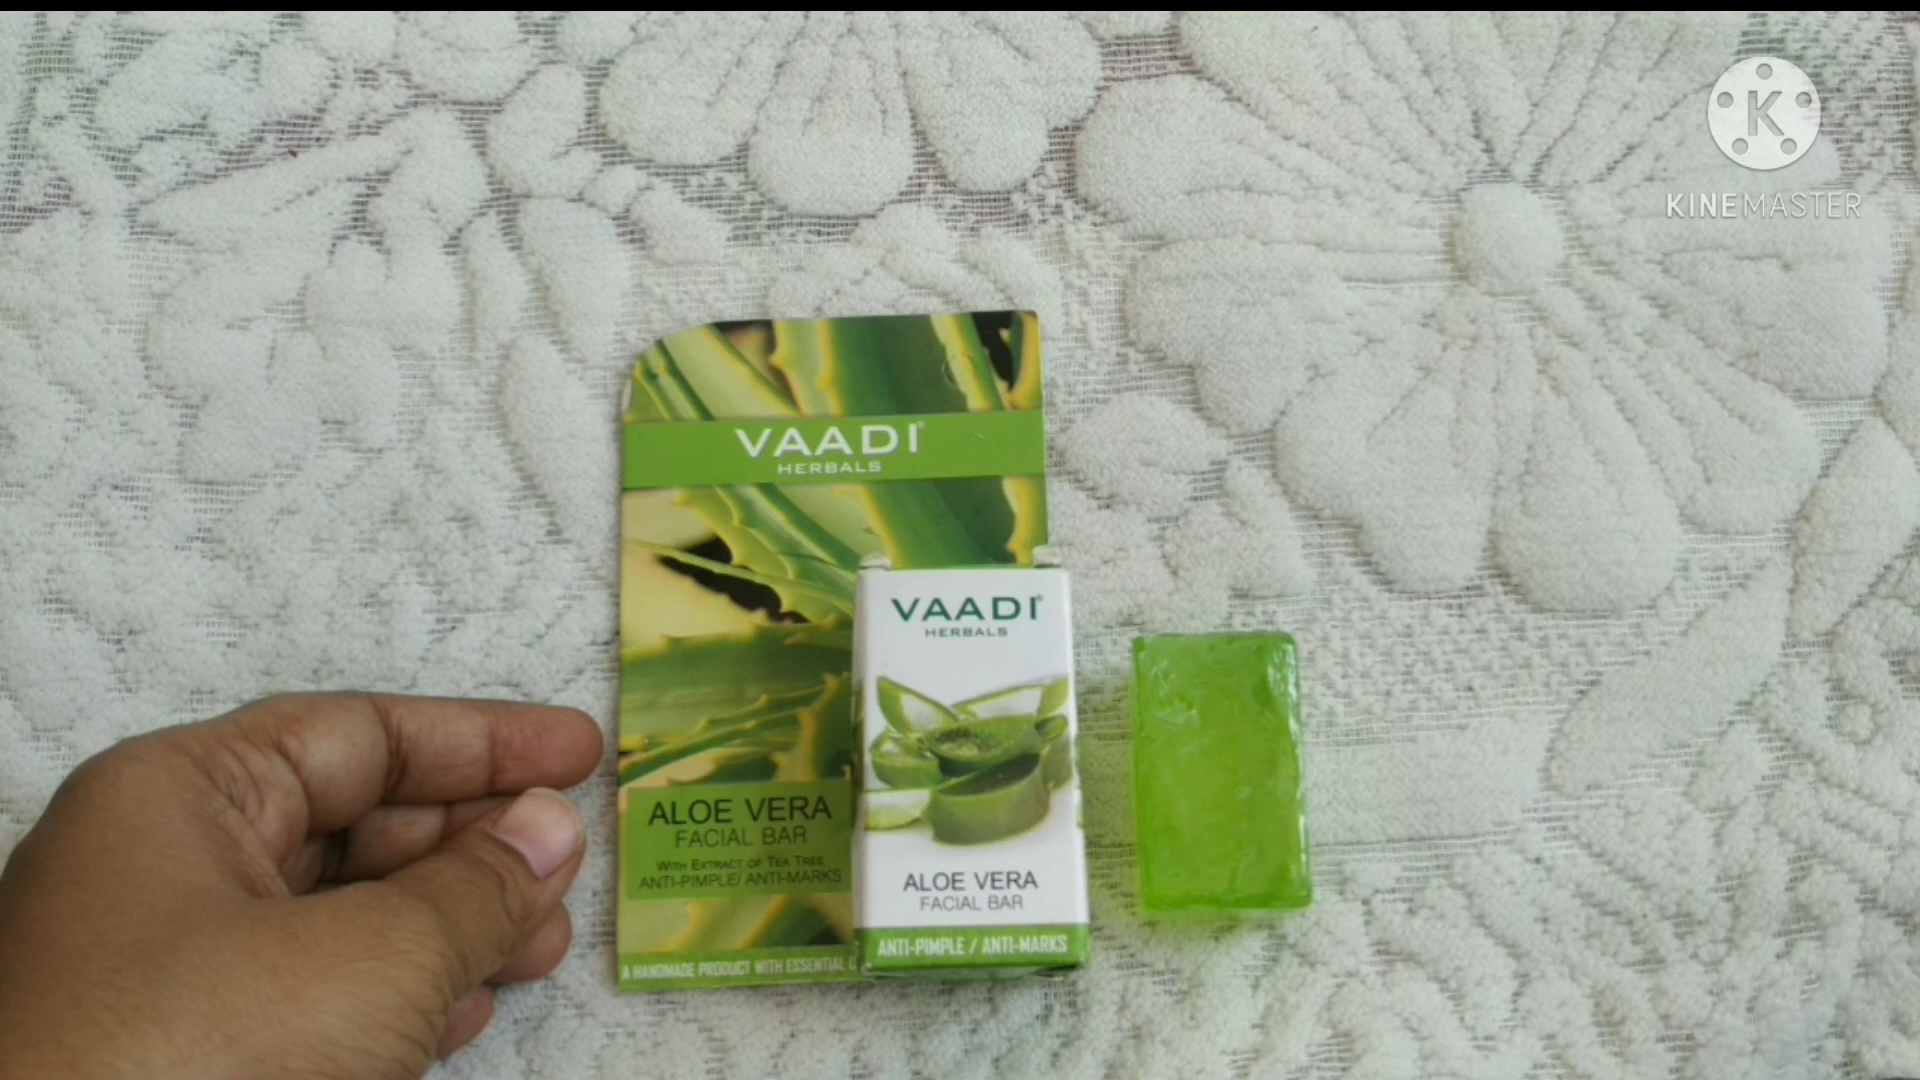 K
KINEMASTER
VAADI®
HERBALS
ALOE VERA
FACIAL BAR
WITH EXTRACT OF TEA TREE
ANTI-PIMPLE/ ANTI-MARKS
A HANDMADE PRODUCT WITH ESSENTIAL
VAADI®
HERBALS
ALOE VERA
FACIAL BAR
ANTI-PIMPLE / ANTI-MARKS